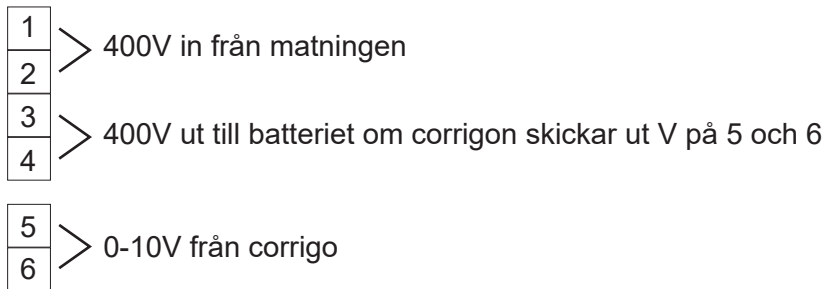 1
400V in från matningen
2
3
400V ut till batteriet om corrigon skickar ut V på 5 och 6
4
5
0-10V från corrigo
6